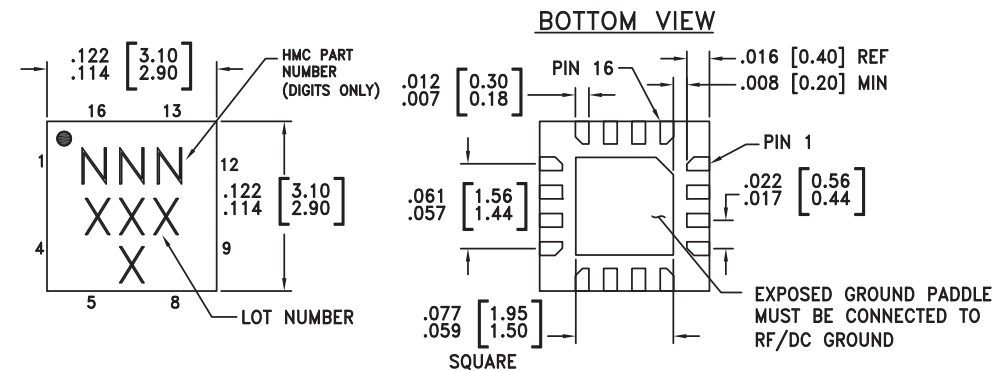 BOTTOM VIEW
.122 [3.10]
.114 [2.90]
HMC PART
NUMBER
(DIGITS ONLY)
16 13
1 12
NNN
XXX
X
4 9
5 8
.122 [3.10]
.114 [2.90]
LOT NUMBER
.012 [0.30]
.007 [0.18]
PIN 16
.016 [0.40] REF
.008 [0.20] MIN
PIN 1
.061 [1.56]
.057 [1.44]
.022 [0.56]
.017 [0.44]
.077 [1.95]
.059 [1.50]
SQUARE
EXPOSED GROUND PADDLE
MUST BE CONNECTED TO
RF/DC GROUND